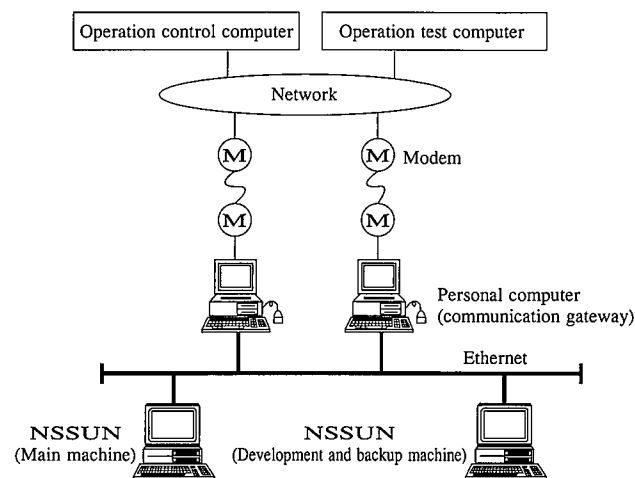 Operation control computer
Operation test computer
Network
M
M
Modem
M
M
Personal computer
(communication gateway)
Ethernet
NSSUN
(Main machine)
NSSUN
(Development and backup machine)